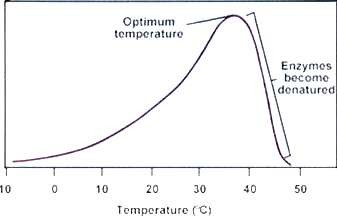 Optimum
temperature
Enzymes
become
denatured
10 0 10 20 30 40 50
Temperature (°C)